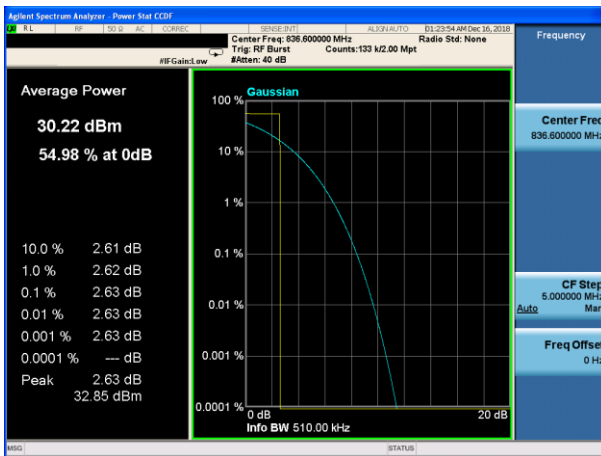 Agilent Spectrum Analyzer - Power Stat CCDF
RL RF 50 Ω AC CORREC SENSE:INT ALIGNAUTO 01:23:54 AM Dec 16, 2018
Center Freq: 836.600000 MHz Radio Std: None
Trig: RF Burst Counts:133 k/2.00 Mpt
#IFGain:Low #Atten: 40 dB
Frequency
Average Power
30.22 dBm
54.98 % at 0dB
10.0 % 2.61 dB
1.0 % 2.62 dB
0.1 % 2.63 dB
0.01 % 2.63 dB
0.001 % 2.63 dB
0.0001 % --- dB
Peak 2.63 dB
32.85 dBm
Gaussian
100 %
10 %
1 %
0.1 %
0.01 %
0.001 %
0.0001 %
0 dB 20 dB
Info BW 510.00 kHz
Center Freq
836.600000 MHz
CF Step
5.000000 MHz
Auto Man
Freq Offset
0 Hz
MSG STATUS